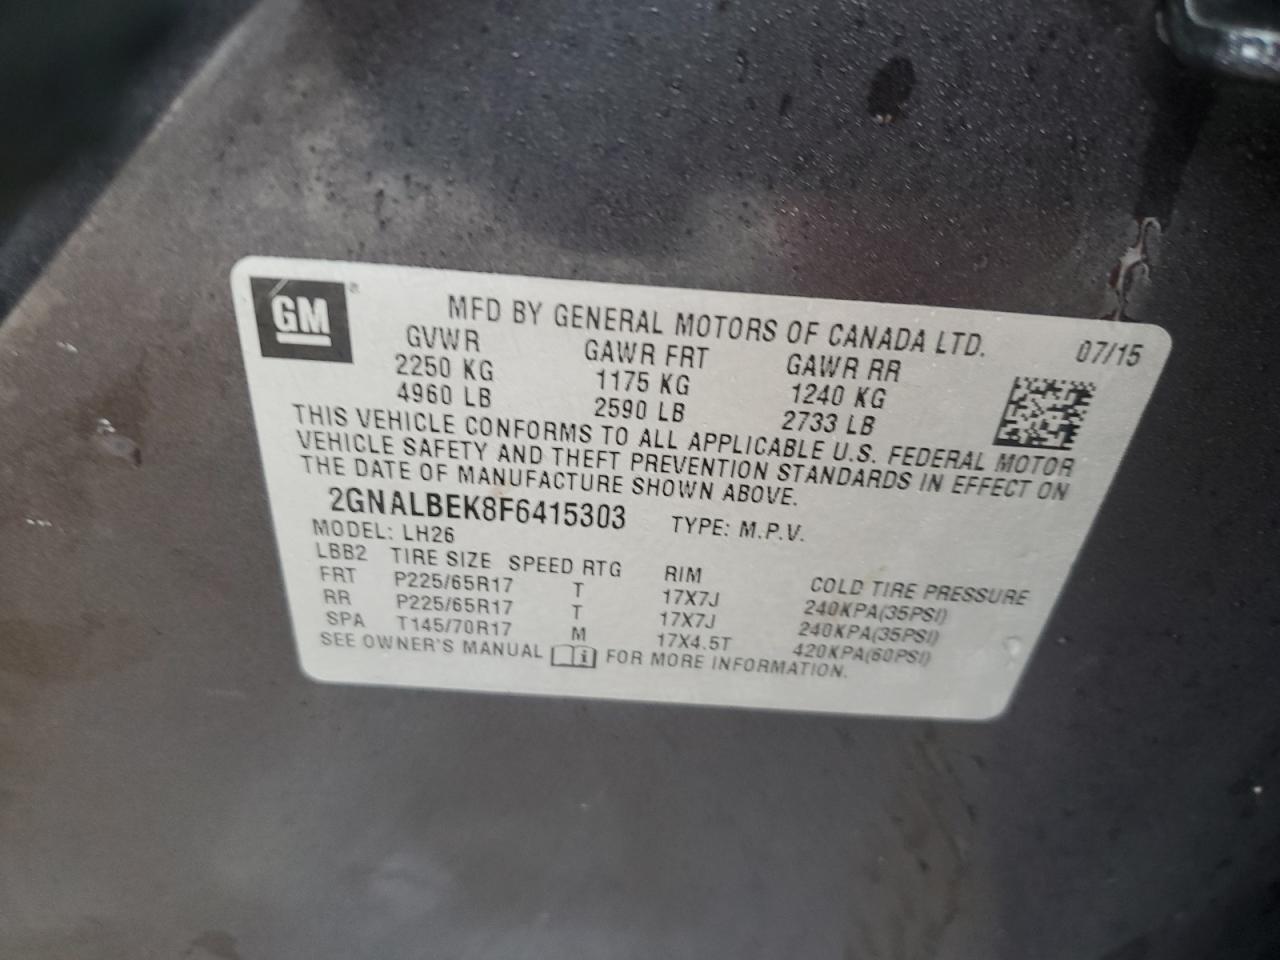 GM®
MFD BY GENERAL MOTORS OF CANADA LTD.
07/15
GVWR GAWR FRT GAWR RR
2250 KG 1175 KG 1240 KG
4960 LB 2590 LB 2733 LB
THIS VEHICLE CONFORMS TO ALL APPLICABLE U.S. FEDERAL MOTOR
VEHICLE SAFETY AND THEFT PREVENTION STANDARDS IN EFFECT ON
THE DATE OF MANUFACTURE SHOWN ABOVE.
2GNALBEK8F6415303 TYPE: M.P.V.
MODEL: LH26
LBB2 TIRE SIZE SPEED RTG RIM COLD TIRE PRESSURE
FRT P225/65R17 T 17X7J 240KPA(35PSI)
RR P225/65R17 T 17X7J 240KPA(35PSI)
SPA T145/70R17 M 17X4.5T 420KPA(60PSI)
SEE OWNER'S MANUAL FOR MORE INFORMATION.